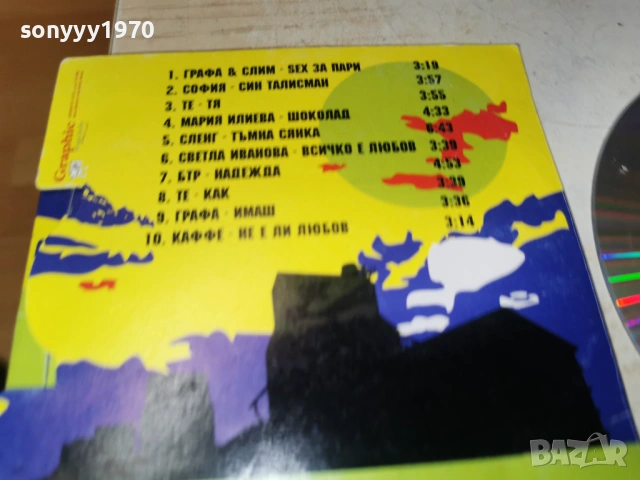 sonyyy1970
1. ГРАФА & СЛИМ · SEX ЗА ПАРИ 3:19
2. СОФИЯ · СИН ТАЛИСМАН 3:57
3. ТЕ · ТЯ 3:55
4. МАРИЯ ИЛИЕВА · ШОКОЛАД 4:33
5. СЛЕНГ · ТЪМНА СЯНКА 6:43
6. СВЕТЛА ИВАНОВА · ВСИЧКО Е ЛЮБОВ 3:39
7. БТР · НАДЕЖДА 4:53
8. ТЕ · КАК 3:39
9. ГРАФА · ИМАШ 3:36
10. КАФФЕ · НЕ Е ЛИ ЛЮБОВ 3:14
Graphic
BAZAR